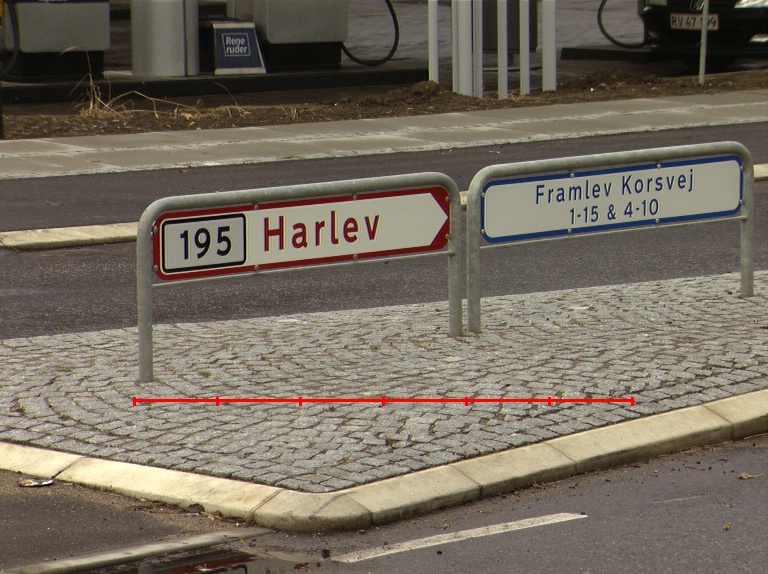 Rene
ruder
195 Harlev
Framlev Korsvej
1-15 & 4-10